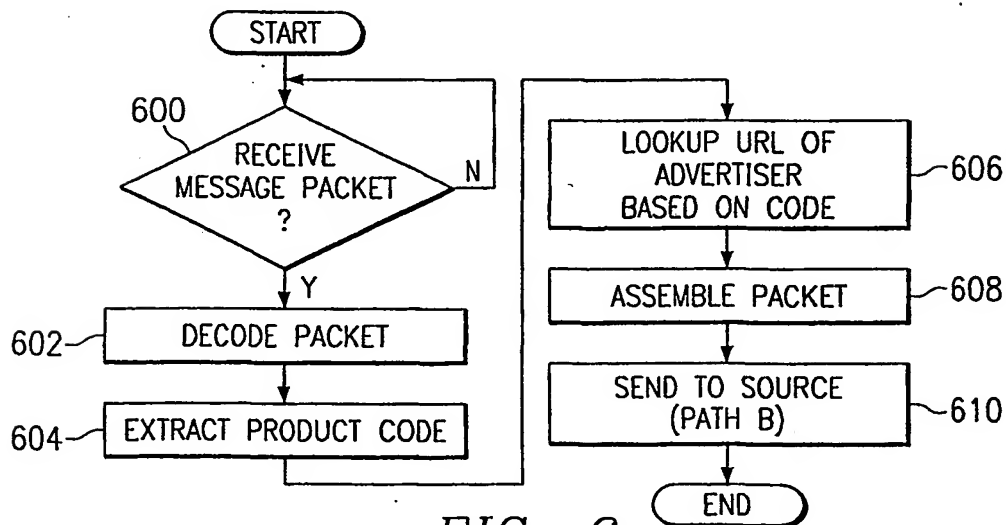 START
600
RECEIVE
MESSAGE PACKET
?
N
Y
602
DECODE PACKET
604
EXTRACT PRODUCT CODE
LOOKUP URL OF
ADVERTISER
BASED ON CODE
606
ASSEMBLE PACKET
608
SEND TO SOURCE
(PATH B)
610
END